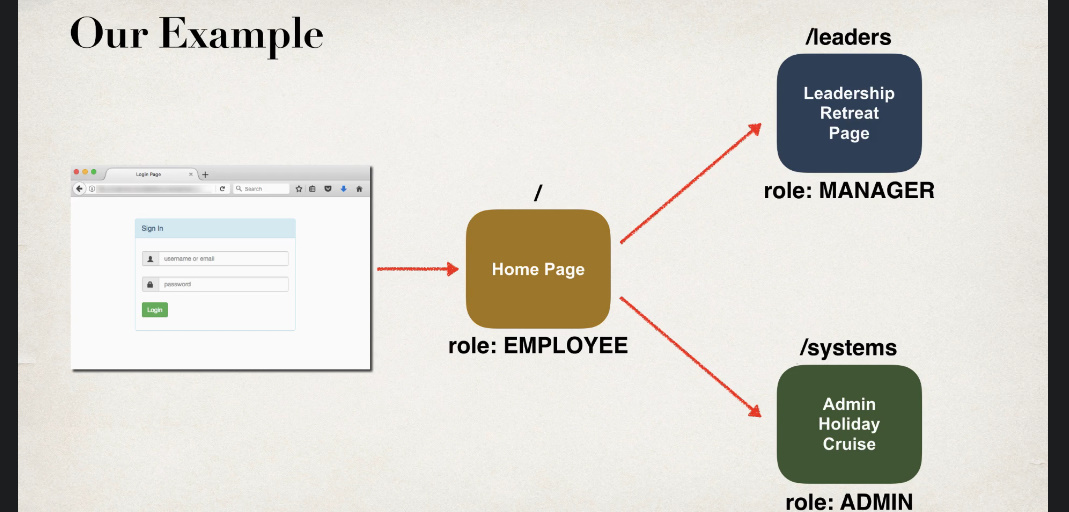 Our Example
Login Page
Search
Sign In
username or email
password
Login
/
Home Page
role: EMPLOYEE
/leaders
Leadership
Retreat
Page
role: MANAGER
/systems
Admin
Holiday
Cruise
role: ADMIN